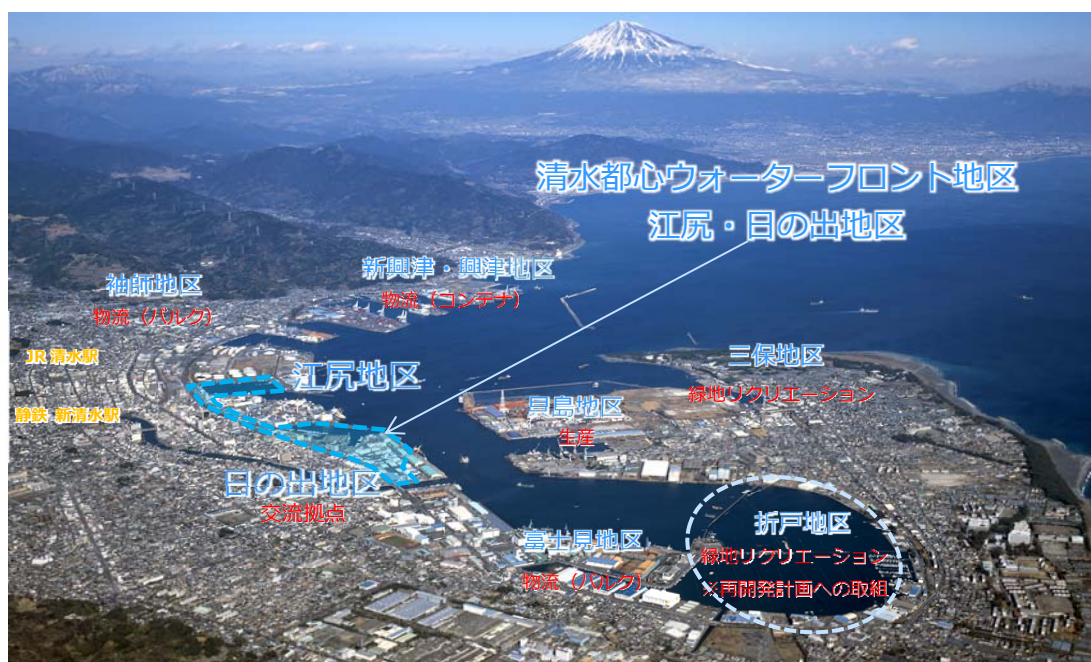 清水都心ウォーターフロント地区
江尻・日の出地区
新興津・興津地区
物流（コンテナ）
袖師地区
物流（バルク）
JR 清水駅
静鉄 新清水駅
江尻地区
三保地区
緑地リクリエーション
貝島地区
生産
日の出地区
交流拠点
富士見地区
物流（バルク）
折戸地区
緑地リクリエーション
※再開発計画への取組